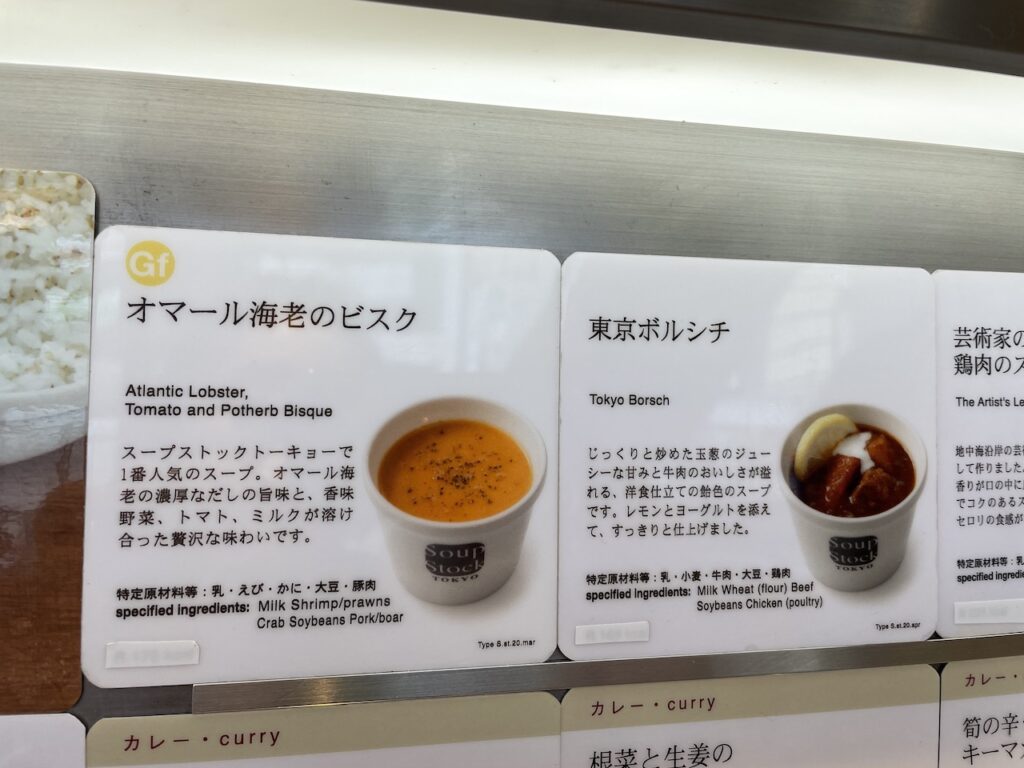 Gf
オマール海老のビスク
Atlantic Lobster,
Tomato and Potherb Bisque
スープストックトーキョーで
1番人気のスープ。オマール海
老の濃厚なだしの旨味と、香味
野菜、トマト、ミルクが溶け
合った贅沢な味わいです。
Soup
Stock
TOKYO
特定原材料等：乳・えび・かに・大豆・豚肉
specified ingredients: Milk Shrimp/prawns
Crab Soybeans Pork/boar
Type S.st.20.mar
東京ボルシチ
Tokyo Borsch
じっくりと炒めた玉葱のジュー
シーな甘みと牛肉のおいしさが溢
れる、洋食仕立ての飴色のスープ
です。レモンとヨーグルトを添え
て、すっきりと仕上げました。
Soup
Stock
TOKYO
特定原材料等：乳・小麦・牛肉・大豆・鶏肉
specified ingredients: Milk Wheat (flour) Beef
Soybeans Chicken (poultry)
Type S.st.20.apr
芸術家の
鶏肉のス
The Artist's Le
地中海沿岸の芸
して作りました
香りが口の中に
でコクのあるス
セロリの食感が
特定原材料等
specified ingredie
カレー・curry
カレー・curry
根菜と生姜の
カレー・
筍の辛
キーマ